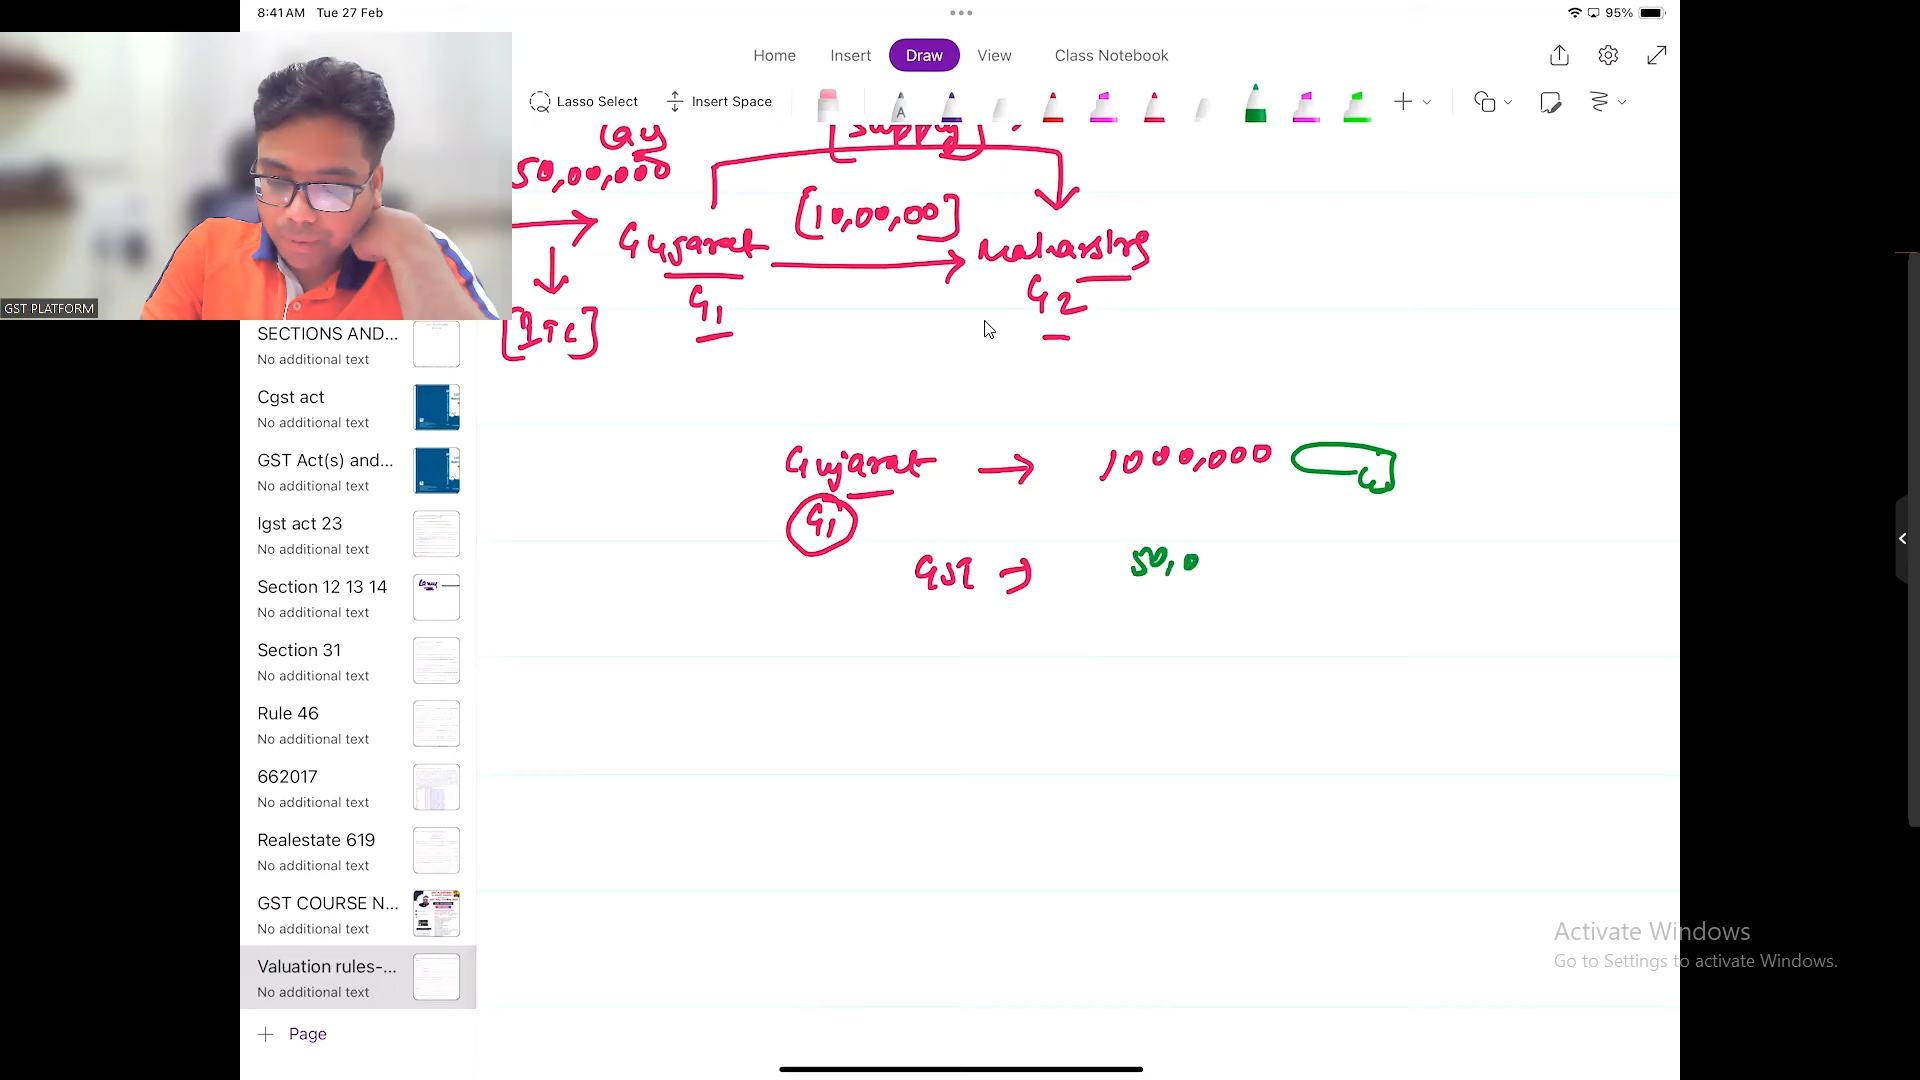 8:41 AM Tue 27 Feb
95%
Home Insert Draw View Class Notebook
Lasso Select Insert Space
A
[Supply]
50,00,000
[10,00,00]
Gujarat
G1
G2
[ITC]
GST PLATFORM
SECTIONS AND...
No additional text
Cgst act
No additional text
GST Act(s) and...
No additional text
Igst act 23
No additional text
Section 12 13 14
No additional text
Section 31
No additional text
Rule 46
No additional text
662017
No additional text
Realestate 619
No additional text
GST COURSE N...
No additional text
Valuation rules-...
No additional text
Page
Gujarat → 1000,000
G1
GST → 50,0
Activate Windows
Go to Settings to activate Windows.